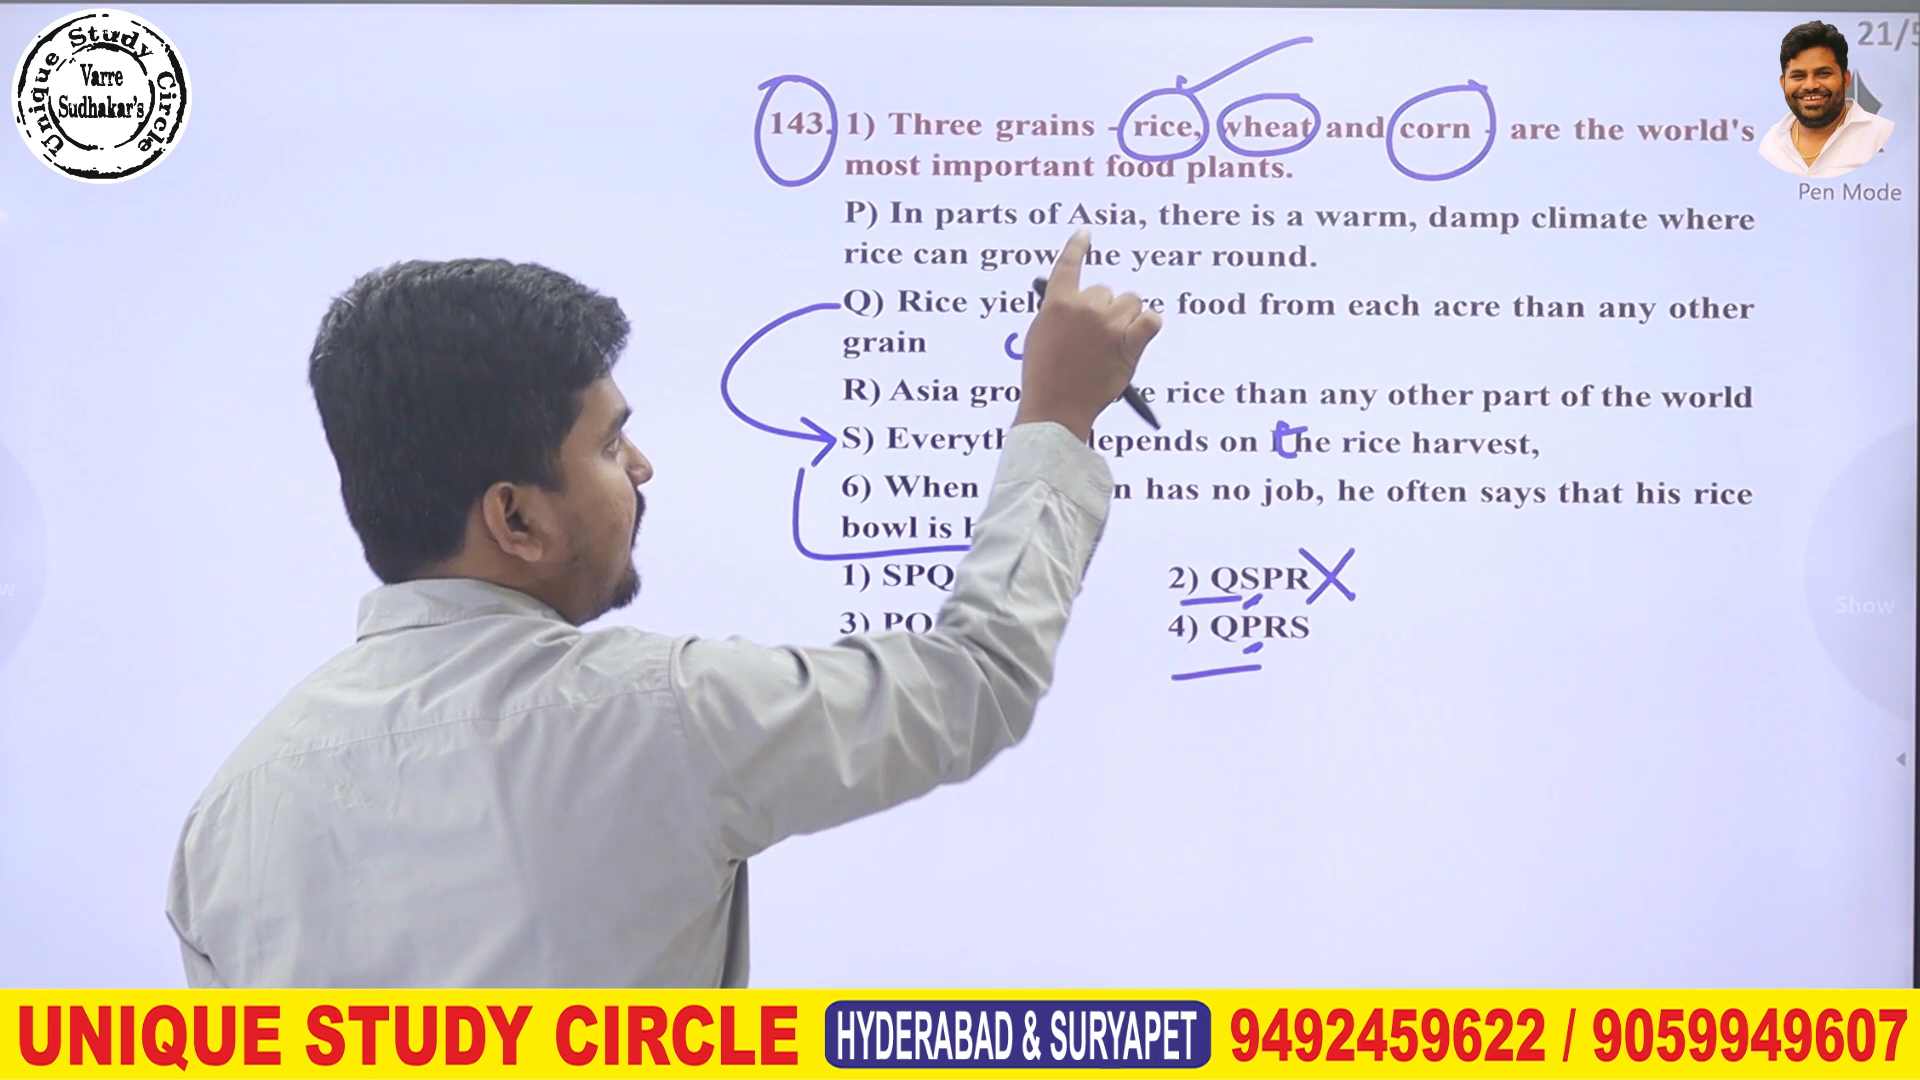 Unique Study Circle
Varre
Sudhakar's
21/5
Pen Mode
143. 1) Three grains - rice, wheat and corn - are the world's
most important food plants.
P) In parts of Asia, there is a warm, damp climate where
rice can grow the year round.
Q) Rice food from each acre than any other
grain
R) Asia rice than any other part of the world
S) depends on the rice harvest,
6) When has no job, he often says that his rice
bowl is
1) SPQ
2) QSPR
3) PQ
4) QPRS
Show
UNIQUE STUDY CIRCLE HYDERABAD & SURYAPET 9492459622 / 9059949607